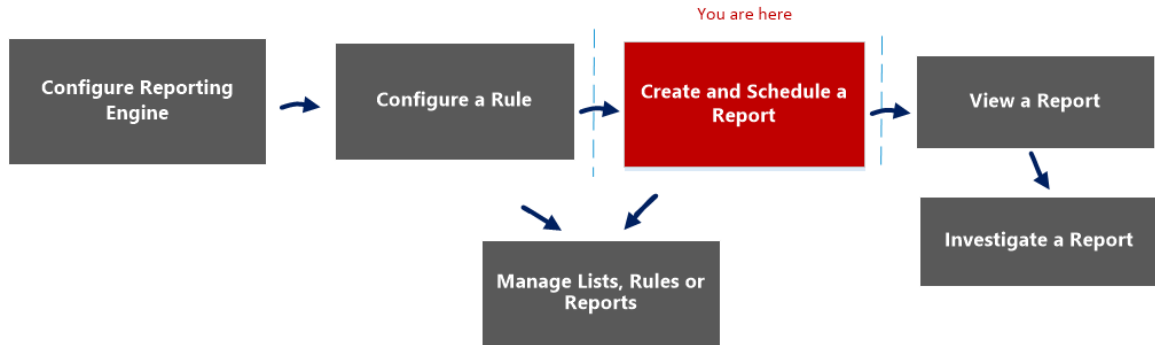 You are here
Configure Reporting
Engine
Configure a Rule
Create and Schedule a
Report
View a Report
Manage Lists, Rules or
Reports
Investigate a Report